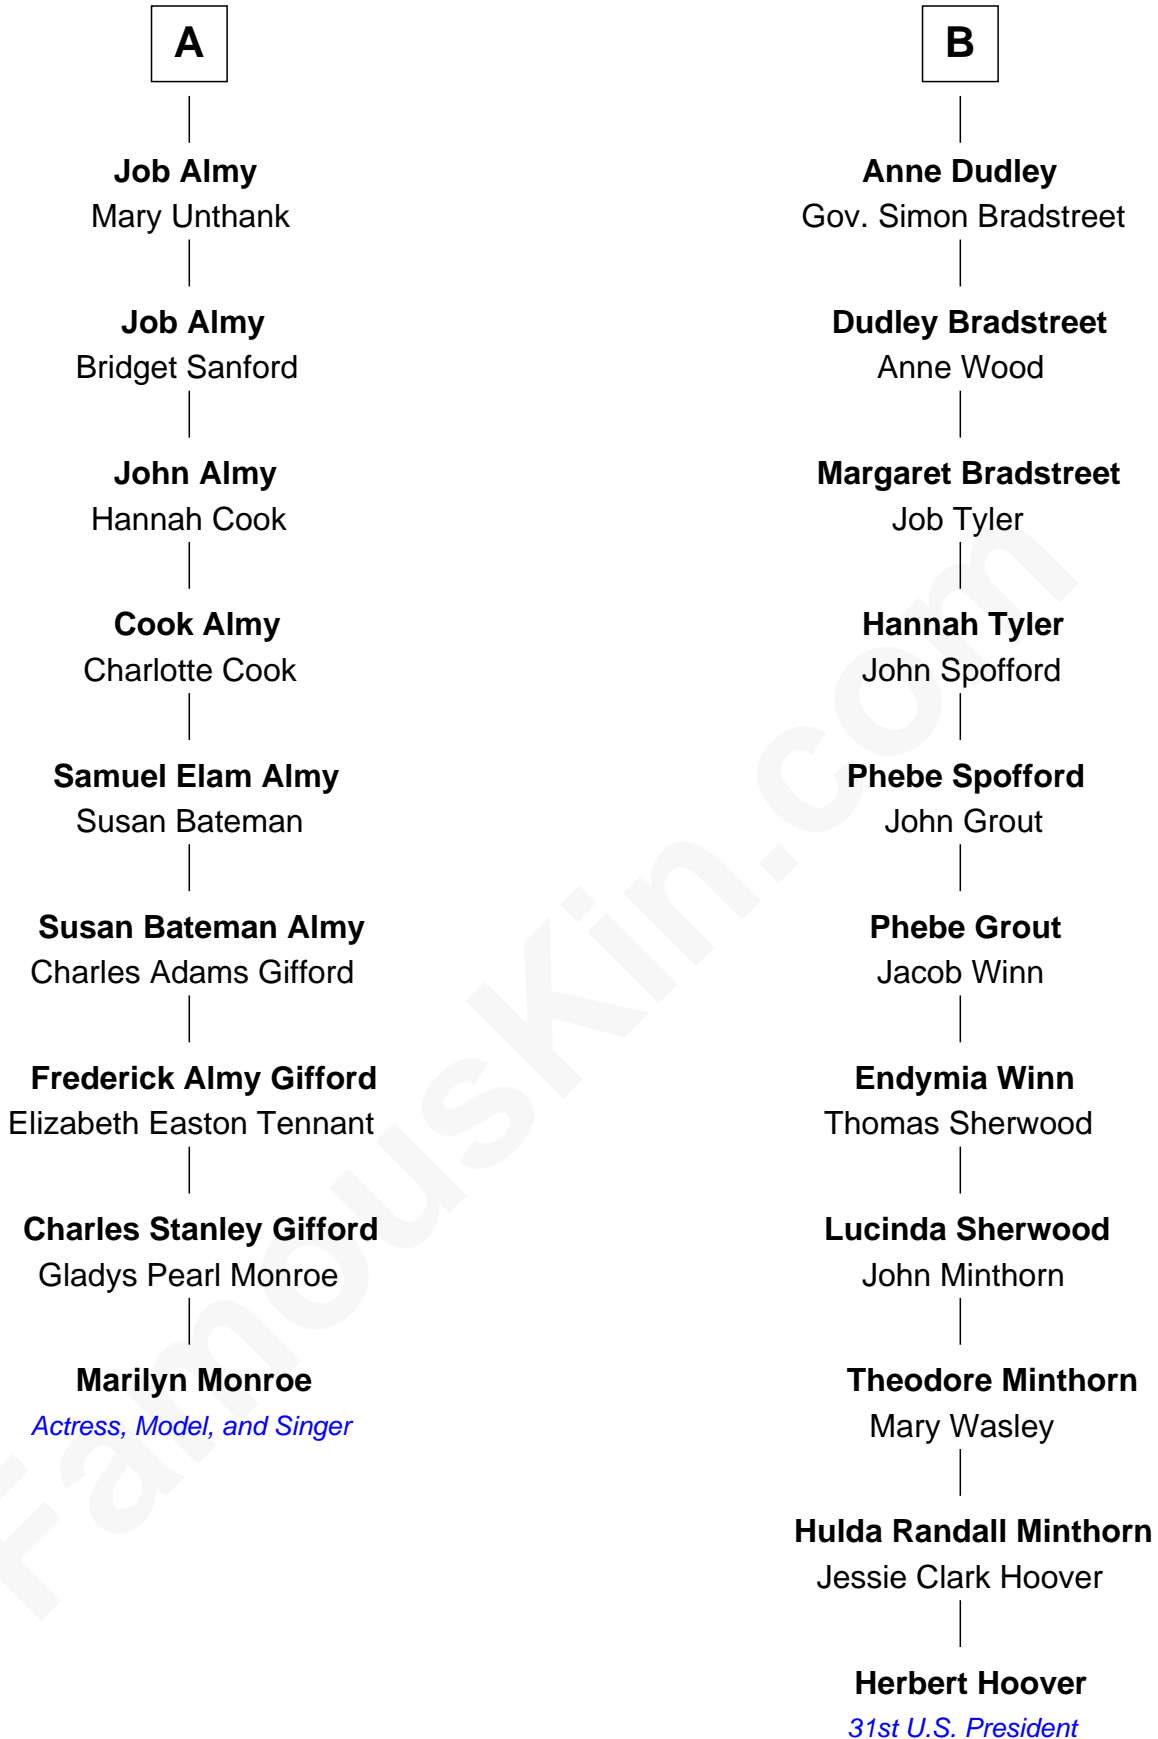 A
Job Almy
Mary Unthank
Job Almy
Bridget Sanford
John Almy
Hannah Cook
Cook Almy
Charlotte Cook
Samuel Elam Almy
Susan Bateman
Susan Bateman Almy
Charles Adams Gifford
Frederick Almy Gifford
Elizabeth Easton Tennant
Charles Stanley Gifford
Gladys Pearl Monroe
Marilyn Monroe
Actress, Model, and Singer
B
Anne Dudley
Gov. Simon Bradstreet
Dudley Bradstreet
Anne Wood
Margaret Bradstreet
Job Tyler
Hannah Tyler
John Spofford
Phebe Spofford
John Grout
Phebe Grout
Jacob Winn
Endymia Winn
Thomas Sherwood
Lucinda Sherwood
John Minthorn
Theodore Minthorn
Mary Wasley
Hulda Randall Minthorn
Jessie Clark Hoover
Herbert Hoover
31st U.S. President
FamousKin.com